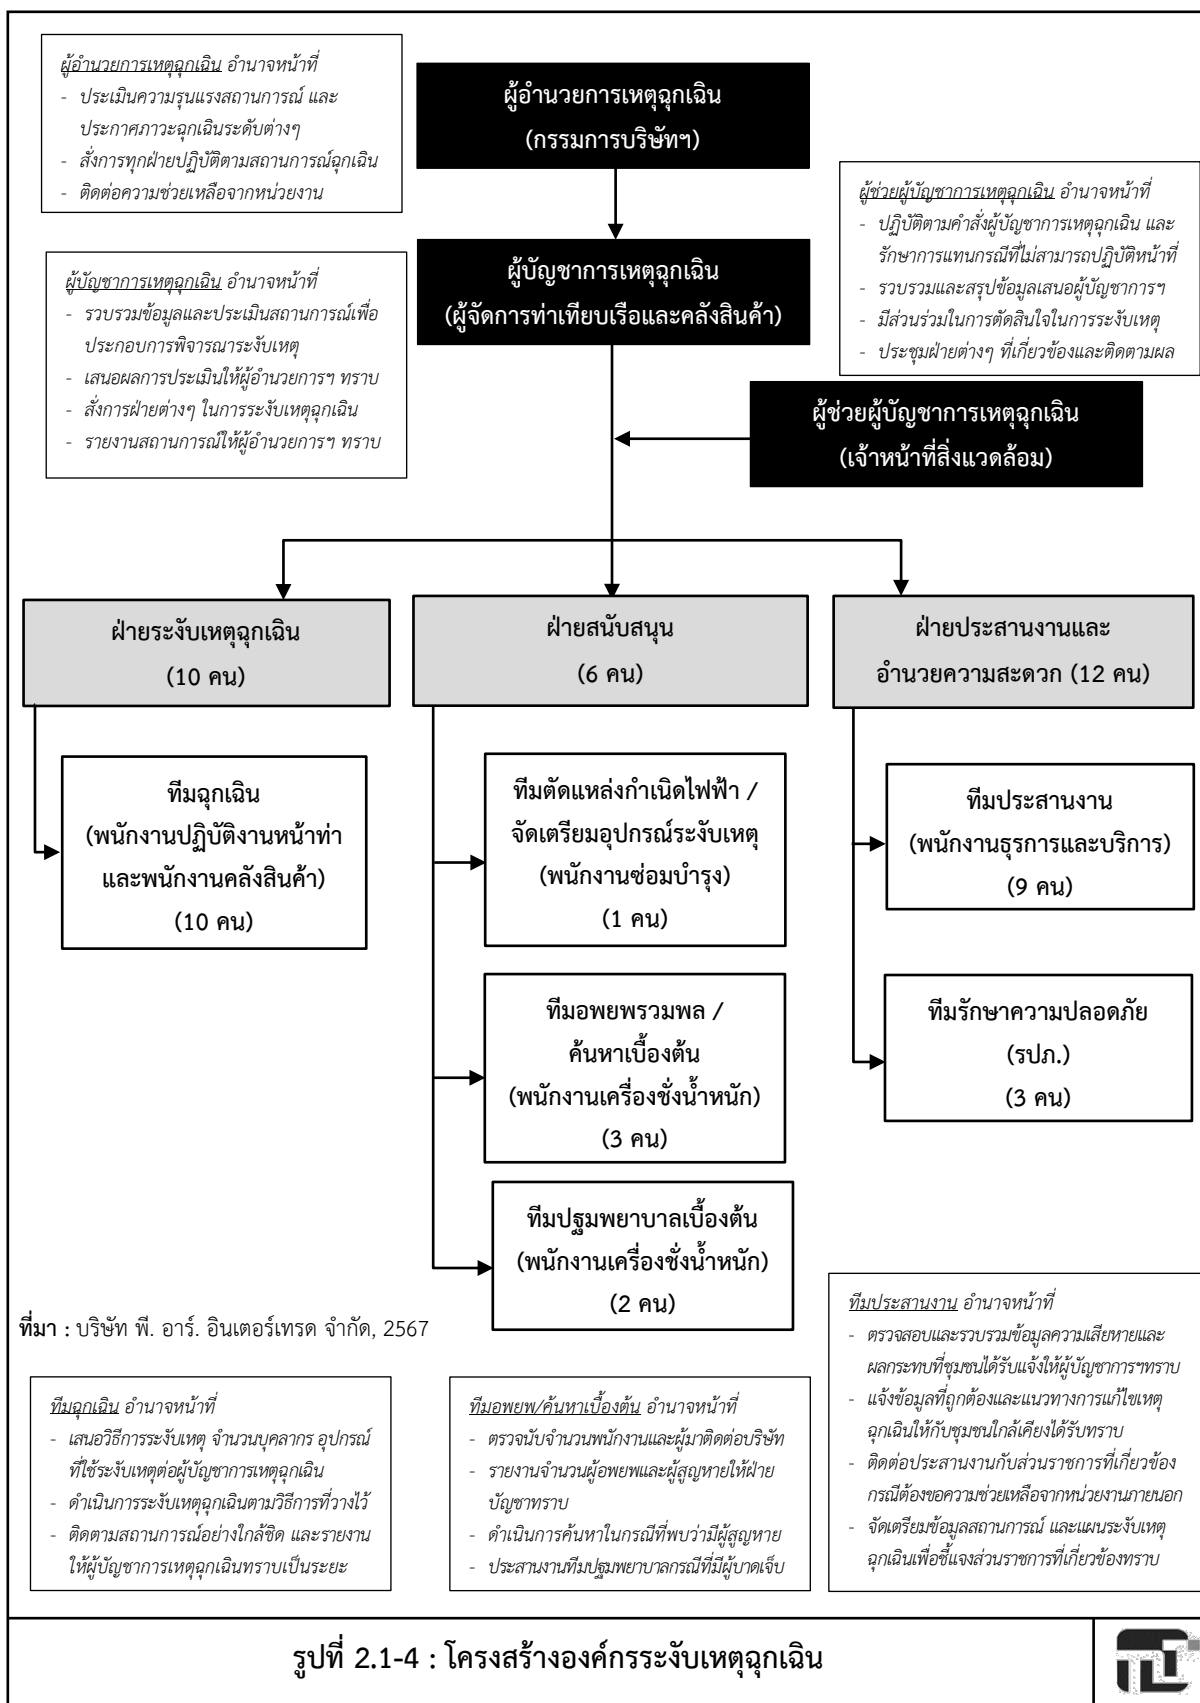 ผู้อำนวยการเหตุฉุกเฉิน อำนาจหน้าที่
- ประเมินความรุนแรงสถานการณ์ และ
ประกาศภาวะฉุกเฉินระดับต่างๆ
- สั่งการทุกฝ่ายปฏิบัติตามสถานการณ์ฉุกเฉิน
- ติดต่อความช่วยเหลือจากหน่วยงาน
ผู้อำนวยการเหตุฉุกเฉิน
(กรรมการบริษัทฯ)
ผู้ช่วยผู้บัญชาการเหตุฉุกเฉิน อำนาจหน้าที่
- ปฏิบัติตามคำสั่งผู้บัญชาการเหตุฉุกเฉิน และ
รักษาการแทนกรณีที่ไม่สามารถปฏิบัติหน้าที่
- รวบรวมและสรุปข้อมูลเสนอผู้บัญชาการฯ
- มีส่วนร่วมในการตัดสินใจในการระงับเหตุ
- ประชุมฝ่ายต่างๆ ที่เกี่ยวข้องและติดตามผล
ผู้บัญชาการเหตุฉุกเฉิน
(ผู้จัดการท่าเทียบเรือและคลังสินค้า)
ผู้บัญชาการเหตุฉุกเฉิน อำนาจหน้าที่
- รวบรวมข้อมูลและประเมินสถานการณ์เพื่อ
ประกอบการพิจารณาระงับเหตุ
- เสนอผลการประเมินให้ผู้อำนวยการฯ ทราบ
- สั่งการฝ่ายต่างๆ ในการระงับเหตุฉุกเฉิน
- รายงานสถานการณ์ให้ผู้อำนวยการฯ ทราบ
ผู้ช่วยผู้บัญชาการเหตุฉุกเฉิน
(เจ้าหน้าที่สิ่งแวดล้อม)
ฝ่ายระงับเหตุฉุกเฉิน
(10 คน)
ฝ่ายสนับสนุน
(6 คน)
ฝ่ายประสานงานและ
อำนวยความสะดวก (12 คน)
ทีมฉุกเฉิน
(พนักงานปฏิบัติงานหน้าท่า
และพนักงานคลังสินค้า)
(10 คน)
ทีมตัดแหล่งกำเนิดไฟฟ้า /
จัดเตรียมอุปกรณ์ระงับเหตุ
(พนักงานซ่อมบำรุง)
(1 คน)
ทีมประสานงาน
(พนักงานธุรการและบริการ)
(9 คน)
ทีมอพยพรวมพล /
ค้นหาเบื้องต้น
(พนักงานเครื่องชั่งน้ำหนัก)
(3 คน)
ทีมรักษาความปลอดภัย
(รปภ.)
(3 คน)
ทีมปฐมพยาบาลเบื้องต้น
(พนักงานเครื่องชั่งน้ำหนัก)
(2 คน)
ที่มา : บริษัท พี. อาร์. อินเตอร์เทรด จำกัด, 2567
ทีมประสานงาน อำนาจหน้าที่
- ตรวจสอบและรวบรวมข้อมูลความเสียหายและ
ผลกระทบที่ชุมชนได้รับแจ้งให้ผู้บัญชาการฯทราบ
- แจ้งข้อมูลที่ถูกต้องและแนวทางการแก้ไขเหตุ
ฉุกเฉินให้กับชุมชนใกล้เคียงได้รับทราบ
- ติดต่อประสานงานกับส่วนราชการที่เกี่ยวข้อง
กรณีต้องขอความช่วยเหลือจากหน่วยงานภายนอก
- จัดเตรียมข้อมูลสถานการณ์ และแผนระงับเหตุ
ฉุกเฉินเพื่อชี้แจงส่วนราชการที่เกี่ยวข้องทราบ
ทีมฉุกเฉิน อำนาจหน้าที่
- เสนอวิธีการระงับเหตุ จำนวนบุคลากร อุปกรณ์
ที่ใช้ระงับเหตุต่อผู้บัญชาการเหตุฉุกเฉิน
- ดำเนินการระงับเหตุฉุกเฉินตามวิธีการที่วางไว้
- ติดตามสถานการณ์อย่างใกล้ชิด และรายงาน
ให้ผู้บัญชาการเหตุฉุกเฉินทราบเป็นระยะ
ทีมอพยพ/ค้นหาเบื้องต้น อำนาจหน้าที่
- ตรวจนับจำนวนพนักงานและผู้มาติดต่อบริษัท
- รายงานจำนวนผู้อพยพและผู้สูญหายให้ฝ่าย
บัญชาทราบ
- ดำเนินการค้นหาในกรณีที่พบว่ามีผู้สูญหาย
- ประสานงานทีมปฐมพยาบาลกรณีที่มีผู้บาดเจ็บ
รูปที่ 2.1-4 : โครงสร้างองค์กรระงับเหตุฉุกเฉิน